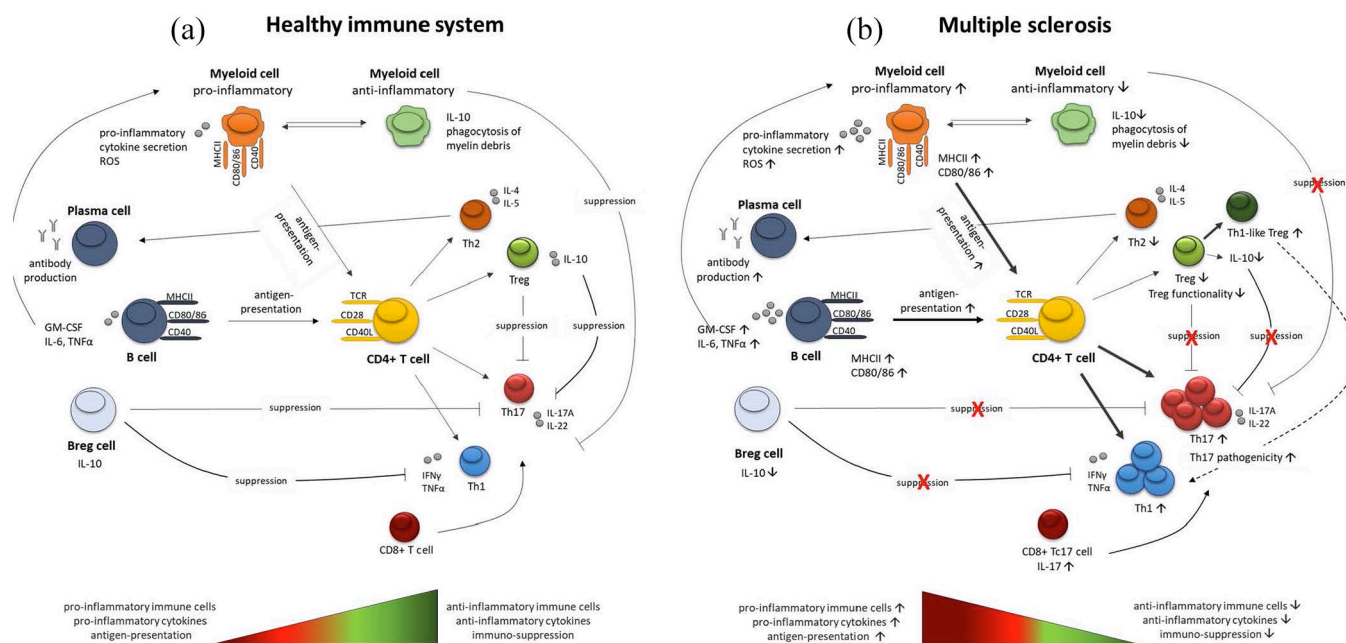 (a) Healthy immune system
Myeloid cell
pro-inflammatory
Myeloid cell
anti-inflammatory
pro-inflammatory
cytokine secretion
ROS
MHCII
CD80/86
CD40
IL-10
phagocytosis of
myelin debris
suppression
antigen-
presentation
Plasma cell
antibody
production
IL-4
IL-5
Th2
IL-10
Treg
MHCII
CD80/86
CD40
GM-CSF
IL-6, TNFα
B cell
antigen-
presentation
TCR
CD28
CD40L
CD4+ T cell
suppression
suppression
Th17
IL-17A
IL-22
suppression
Breg cell
IL-10
suppression
IFNγ
TNFα
Th1
CD8+ T cell
pro-inflammatory immune cells
pro-inflammatory cytokines
antigen-presentation
anti-inflammatory immune cells
anti-inflammatory cytokines
immuno-suppression
(b) Multiple sclerosis
Myeloid cell
pro-inflammatory ↑
Myeloid cell
anti-inflammatory ↓
pro-inflammatory
cytokine secretion ↑
ROS ↑
MHCII
CD80/86
CD40
MHCII ↑
CD80/86 ↑
IL-10↓
phagocytosis of
myelin debris ↓
suppression
antigen-
presentation ↑
Plasma cell
antibody
production ↑
IL-4
IL-5
Th2 ↓
Th1-like Treg ↑
IL-10↓
Treg ↓
Treg functionality ↓
MHCII
CD80/86
CD40
GM-CSF ↑
IL-6, TNFα ↑
B cell
MHCII ↑
CD80/86 ↑
antigen-
presentation ↑
TCR
CD28
CD40L
CD4+ T cell
suppression
suppression
IL-17A
IL-22
Th17 ↑
Th17 pathogenicity ↑
suppression
Breg cell
IL-10 ↓
suppression
IFNγ
TNFα
Th1 ↑
CD8+ Tc17 cell
IL-17 ↑
pro-inflammatory immune cells ↑
pro-inflammatory cytokines ↑
antigen-presentation ↑
anti-inflammatory immune cells ↓
anti-inflammatory cytokines ↓
immuno-suppression ↓